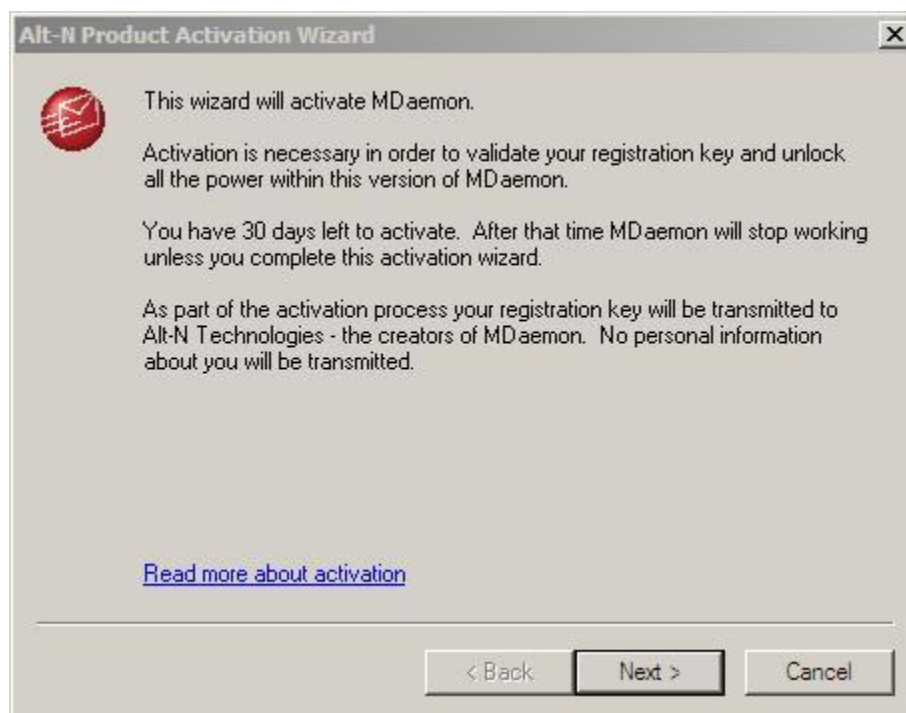 Alt-N Product Activation Wizard
This wizard will activate MDaemon.
Activation is necessary in order to validate your registration key and unlock
all the power within this version of MDaemon.
You have 30 days left to activate. After that time MDaemon will stop working
unless you complete this activation wizard.
As part of the activation process your registration key will be transmitted to
Alt-N Technologies - the creators of MDaemon. No personal information
about you will be transmitted.
Read more about activation
< Back Next > Cancel